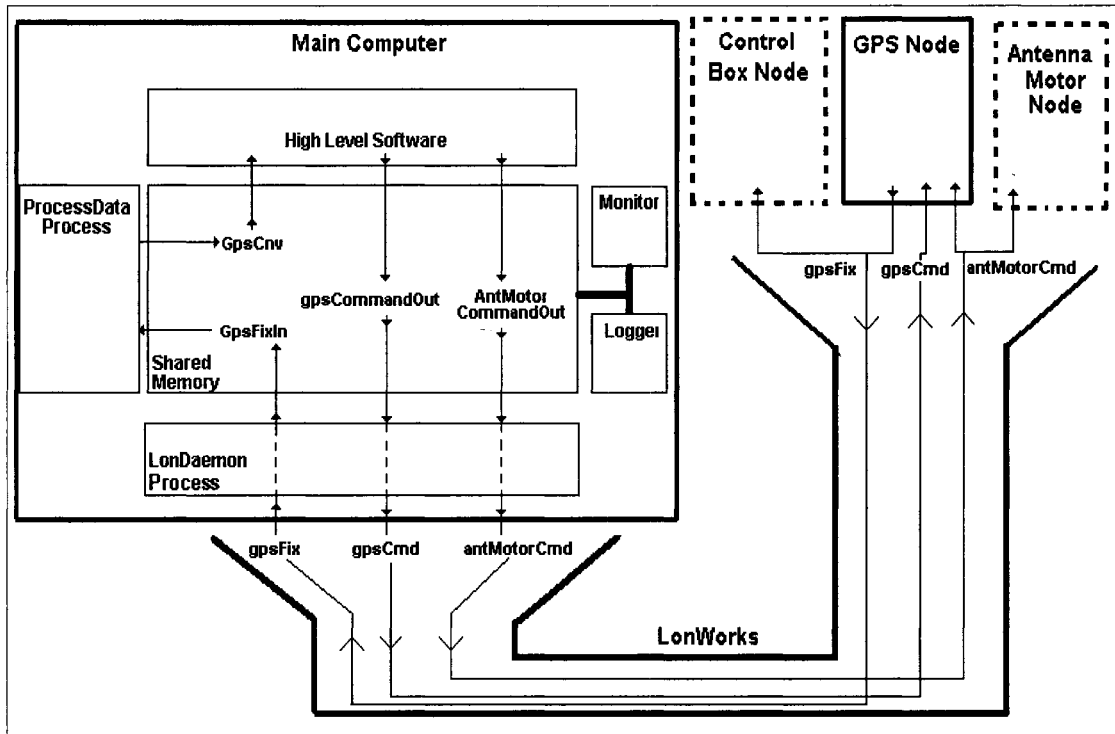 Main Computer
High Level Software
ProcessData
Process
GpsCnv
GpsFixIn
gpsCommandOut
AntMotor
CommandOut
Shared
Memory
Monitor
Logger
LonDaemon
Process
gpsFix
gpsCmd
antMotorCmd
Control
Box Node
GPS Node
Antenna
Motor
Node
gpsFix
gpsCmd
antMotorCmd
LonWorks